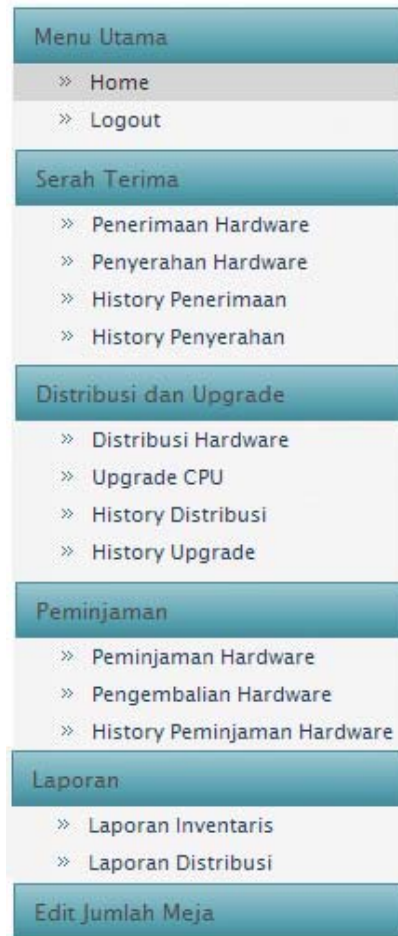 Menu Utama
» Home
» Logout
Serah Terima
» Penerimaan Hardware
» Penyerahan Hardware
» History Penerimaan
» History Penyerahan
Distribusi dan Upgrade
» Distribusi Hardware
» Upgrade CPU
» History Distribusi
» History Upgrade
Peminjaman
» Peminjaman Hardware
» Pengembalian Hardware
» History Peminjaman Hardware
Laporan
» Laporan Inventaris
» Laporan Distribusi
Edit Jumlah Meja